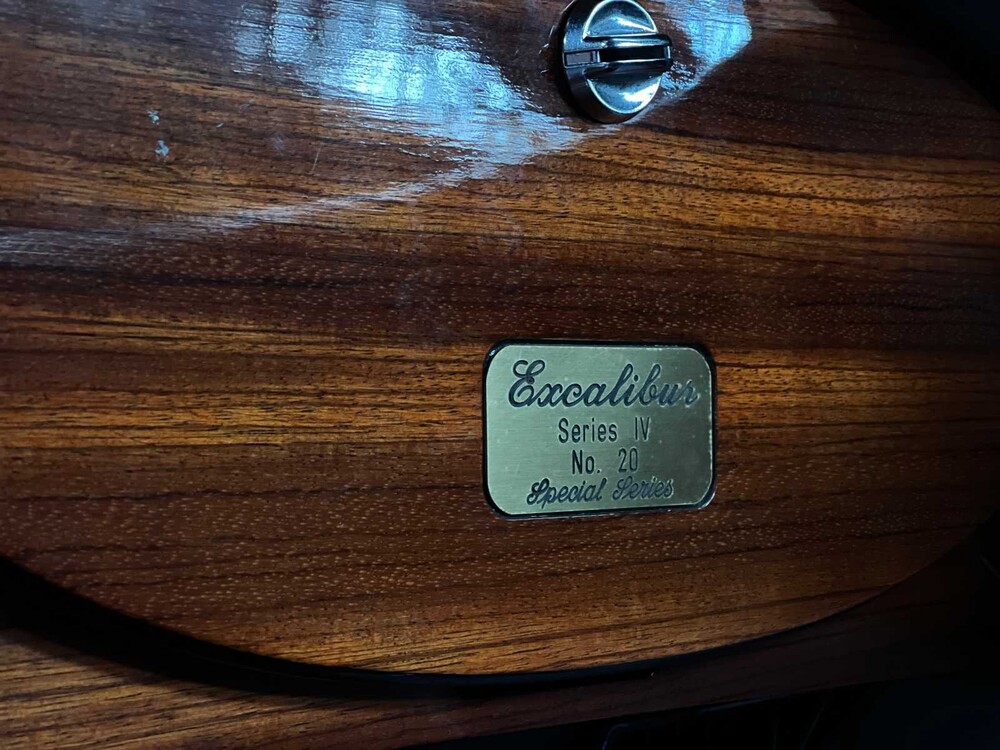 Excalibur
Series IV
No. 20
Special Series